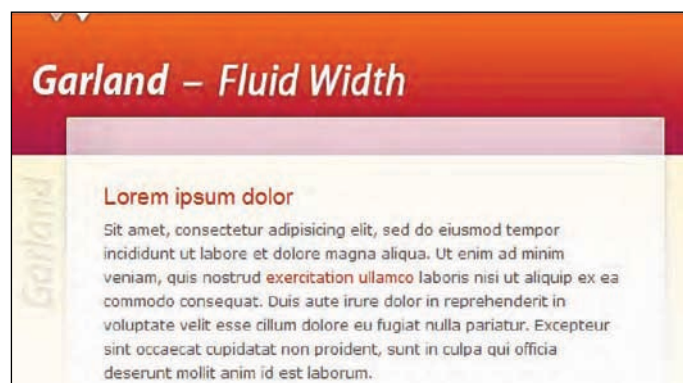 Garland – Fluid Width
Garland
Lorem ipsum dolor
Sit amet, consectetur adipisicing elit, sed do eiusmod tempor
incididunt ut labore et dolore magna aliqua. Ut enim ad minim
veniam, quis nostrud exercitation ullamco laboris nisi ut aliquip ex ea
commodo consequat. Duis aute irure dolor in reprehenderit in
voluptate velit esse cillum dolore eu fugiat nulla pariatur. Excepteur
sint occaecat cupidatat non proident, sunt in culpa qui officia
deserunt mollit anim id est laborum.